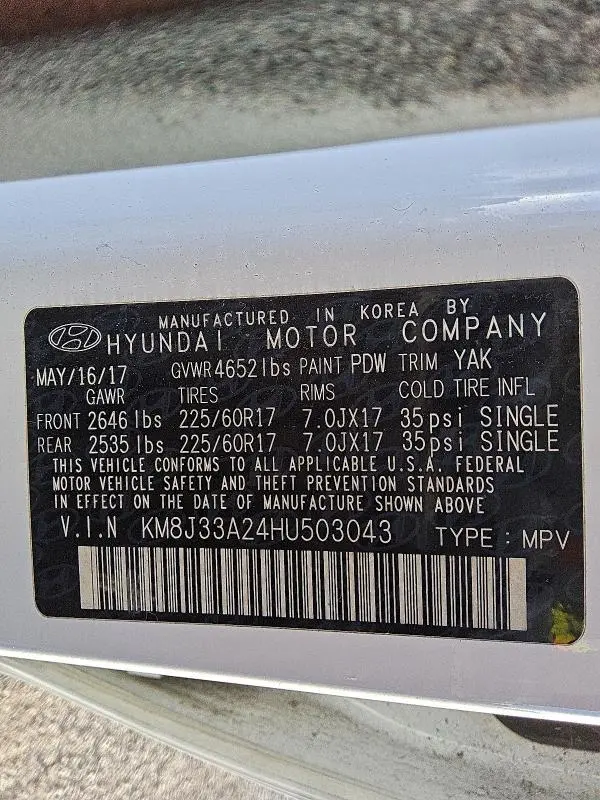 MANUFACTURED IN KOREA BY
HYUNDAI MOTOR COMPANY
MAY/16/17 GVWR 4652lbs PAINT PDW TRIM YAK
GAWR TIRES RIMS COLD TIRE INFL
FRONT 2646 lbs 225/60R17 7.0JX17 35psi SINGLE
REAR 2535 lbs 225/60R17 7.0JX17 35psi SINGLE
THIS VEHICLE CONFORMS TO ALL APPLICABLE U.S.A. FEDERAL
MOTOR VEHICLE SAFETY AND THEFT PREVENTION STANDARDS
IN EFFECT ON THE DATE OF MANUFACTURE SHOWN ABOVE
V.I.N KM8J33A24HU503043 TYPE : MPV